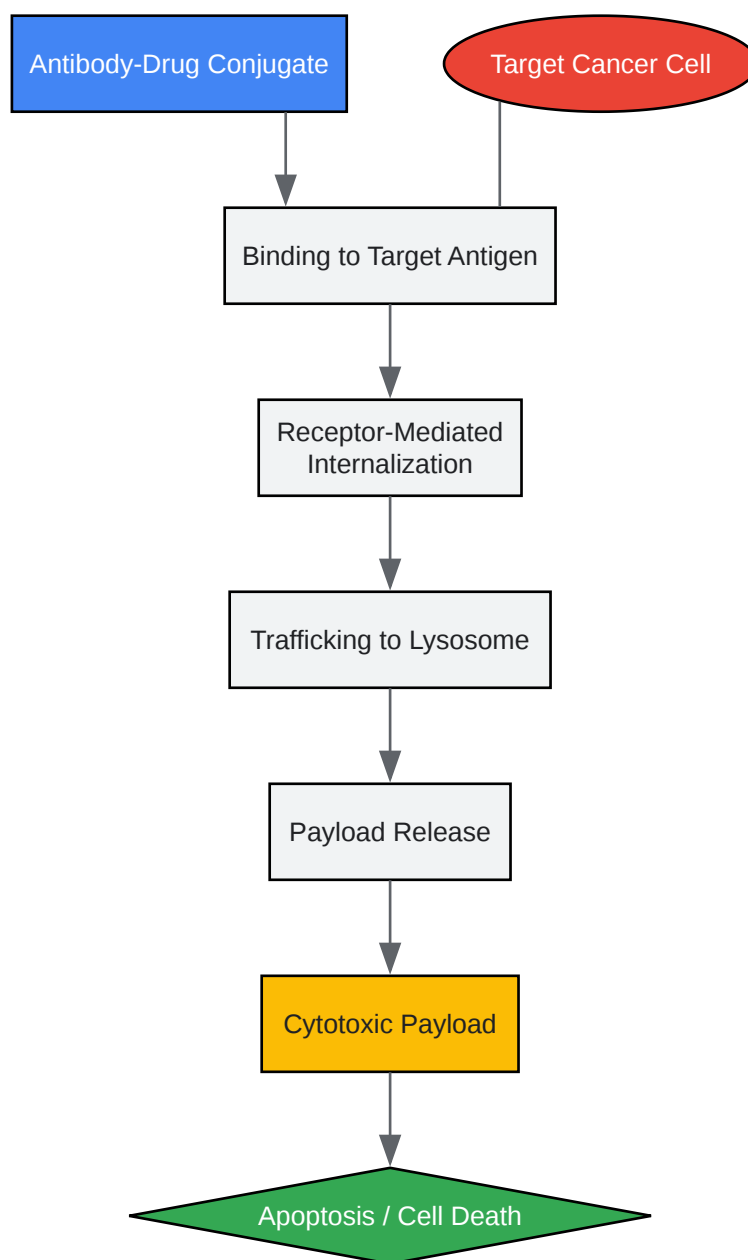 Antibody-Drug Conjugate
Target Cancer Cell
Binding to Target Antigen
Receptor-Mediated
Internalization
Trafficking to Lysosome
Payload Release
Cytotoxic Payload
Apoptosis / Cell Death